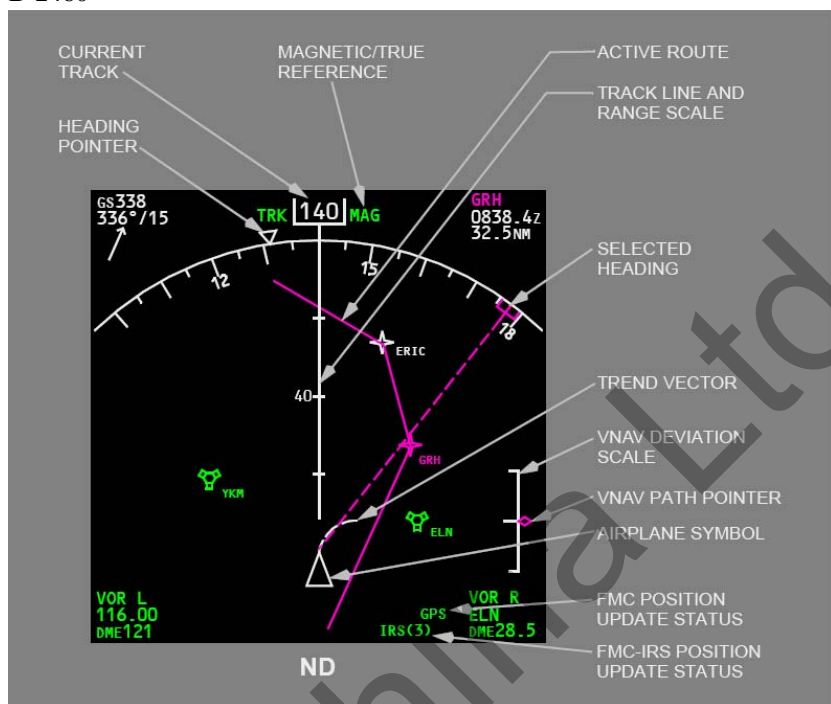 CURRENT
TRACK
MAGNETIC/TRUE
REFERENCE
ACTIVE ROUTE
TRACK LINE AND
RANGE SCALE
HEADING
POINTER
GS338
336°/15
TRK 140 MAG
GRH
0838.4Z
32.5NM
SELECTED
HEADING
12
15
18
ERIC
TREND VECTOR
40
VNAV DEVIATION
SCALE
GRH
YKM
VNAV PATH POINTER
ELN
AIRPLANE SYMBOL
VOR L
116.00
DME121
GPS
IRS(3)
VOR R
ELN
DME28.5
FMC POSITION
UPDATE STATUS
FMC-IRS POSITION
UPDATE STATUS
ND